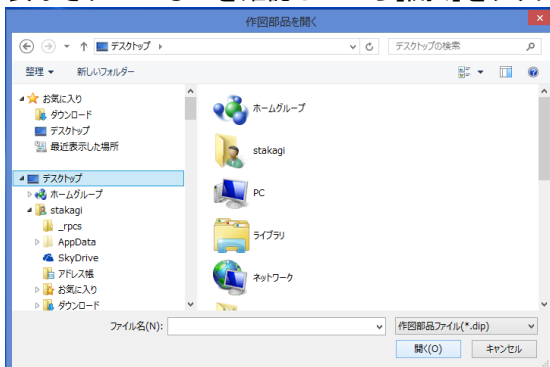 作図部品を開く
デスクトップ
デスクトップの検索
整理 新しいフォルダー
お気に入り
ダウンロード
デスクトップ
最近表示した場所
デスクトップ
ホームグループ
stakagi
_rpcs
AppData
SkyDrive
アドレス帳
お気に入り
ダウンロード
ホームグループ
stakagi
PC
ライブラリ
ネットワーク
ファイル名(N):
作図部品ファイル(*.dip)
開く(O) キャンセル